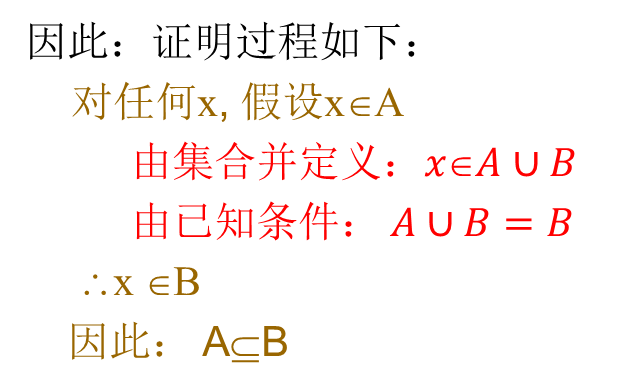 因此：证明过程如下：
对任何x, 假设x∈A
由集合并定义：x∈A ∪ B
由已知条件： A ∪ B = B
∴x ∈B
因此： A⊆B